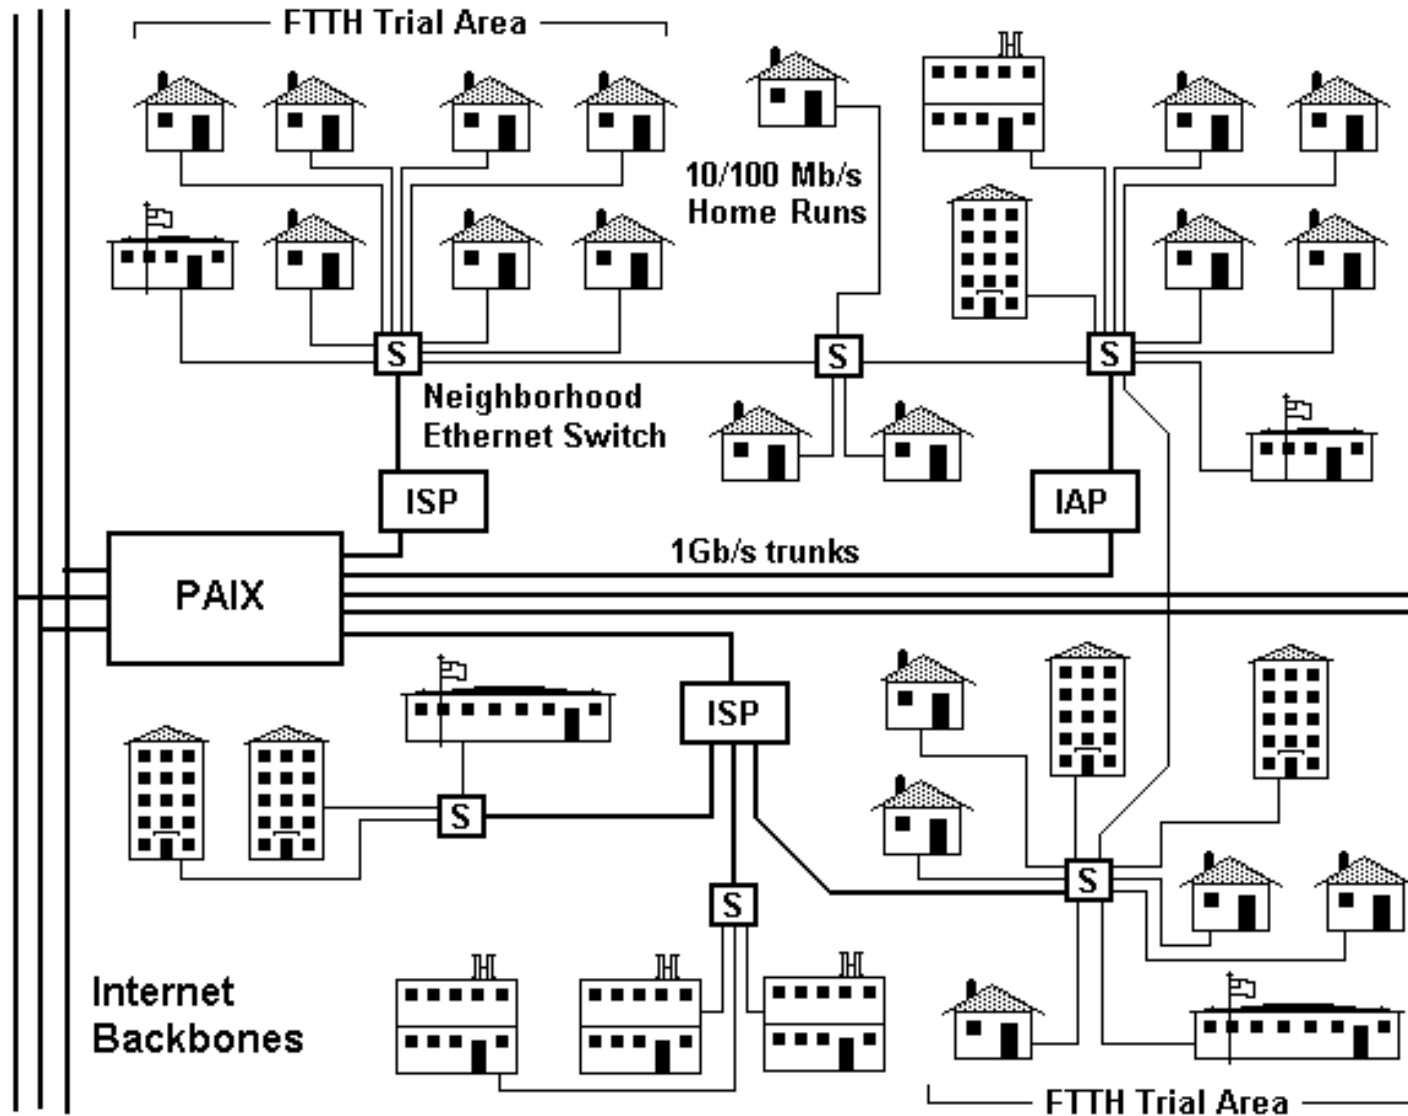 FTTH Trial Area
10/100 Mb/s
Home Runs
S
S
S
Neighborhood
Ethernet Switch
ISP
IAP
1Gb/s trunks
PAIX
ISP
S
S
S
H
H
H
H
Internet
Backbones
FTTH Trial Area